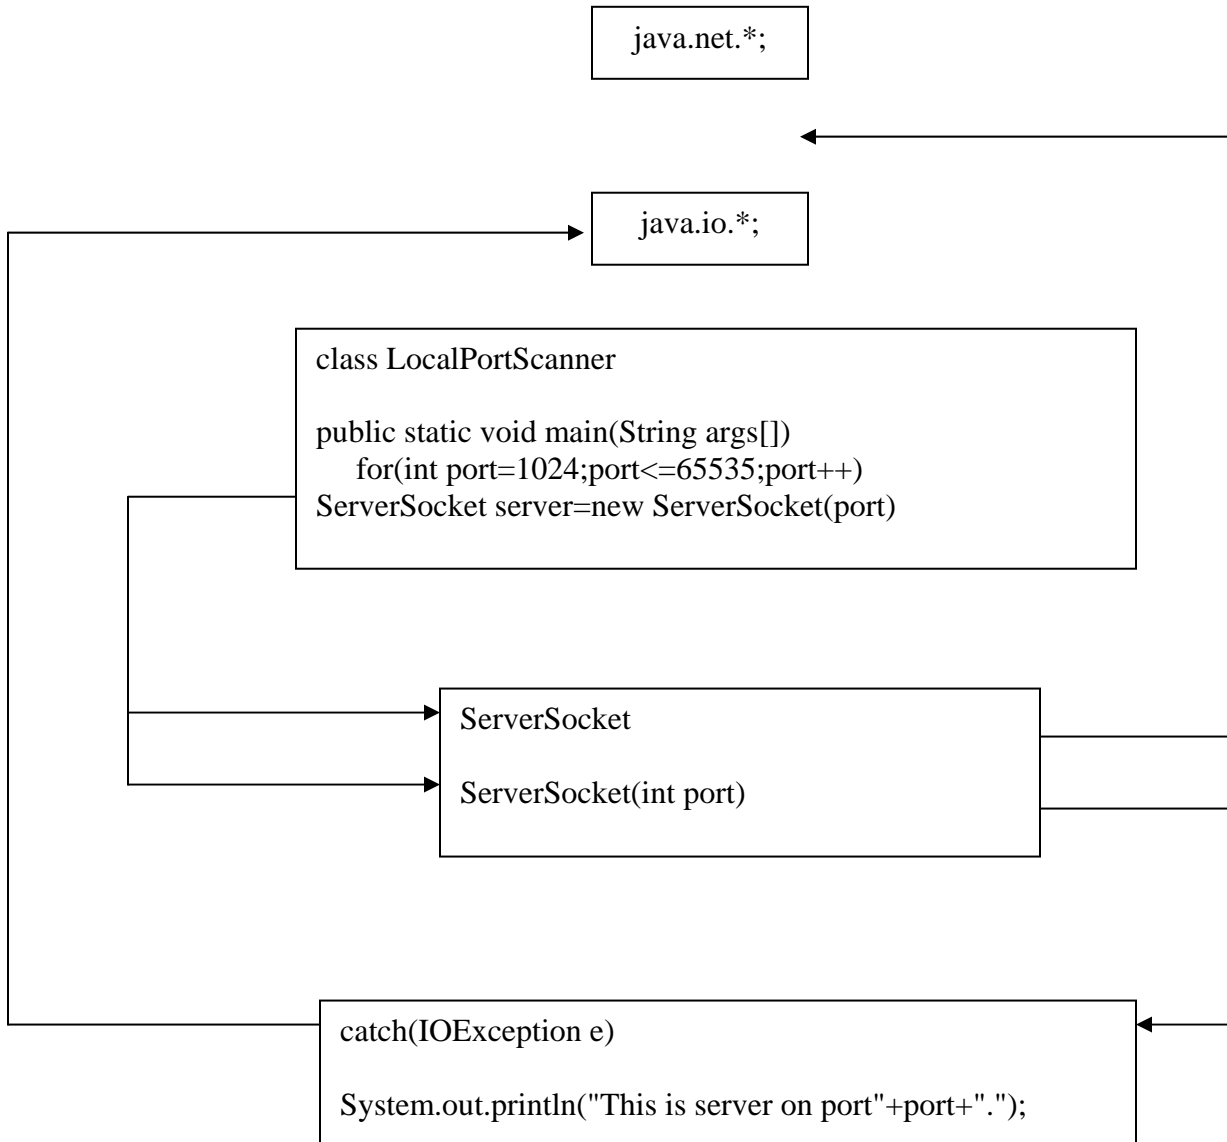 java.net.*;
java.io.*;
class LocalPortScanner
public static void main(String args[])
for(int port=1024;port<=65535;port++)
ServerSocket server=new ServerSocket(port)
ServerSocket
ServerSocket(int port)
catch(IOException e)
System.out.println("This is server on port"+port+".");